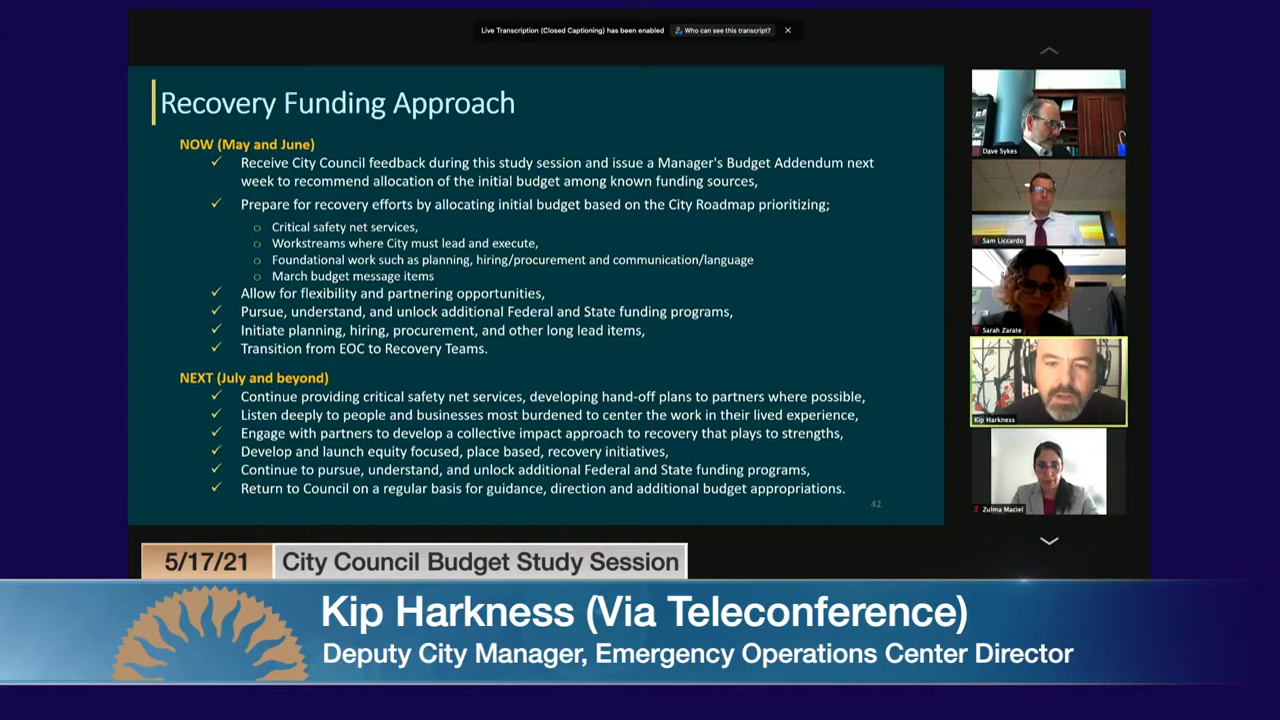 Live Transcription (Closed Captioning) has been enabled
Who can see this transcript?
Recovery Funding Approach
NOW (May and June)
Receive City Council feedback during this study session and issue a Manager's Budget Addendum next
week to recommend allocation of the initial budget among known funding sources,
Prepare for recovery efforts by allocating initial budget based on the City Roadmap prioritizing;
Critical safety net services,
Workstreams where City must lead and execute,
Foundational work such as planning, hiring/procurement and communication/language
March budget message items
Allow for flexibility and partnering opportunities,
Pursue, understand, and unlock additional Federal and State funding programs,
Initiate planning, hiring, procurement, and other long lead items,
Transition from EOC to Recovery Teams.
NEXT (July and beyond)
Continue providing critical safety net services, developing hand-off plans to partners where possible,
Listen deeply to people and businesses most burdened to center the work in their lived experience,
Engage with partners to develop a collective impact approach to recovery that plays to strengths,
Develop and launch equity focused, place based, recovery initiatives,
Continue to pursue, understand, and unlock additional Federal and State funding programs,
Return to Council on a regular basis for guidance, direction and additional budget appropriations.
42
Dave Sykes
Sam Liccardo
Sarah Zarate
Kip Harkness
Zulma Maciel
5/17/21
City Council Budget Study Session
Kip Harkness (Via Teleconference)
Deputy City Manager, Emergency Operations Center Director